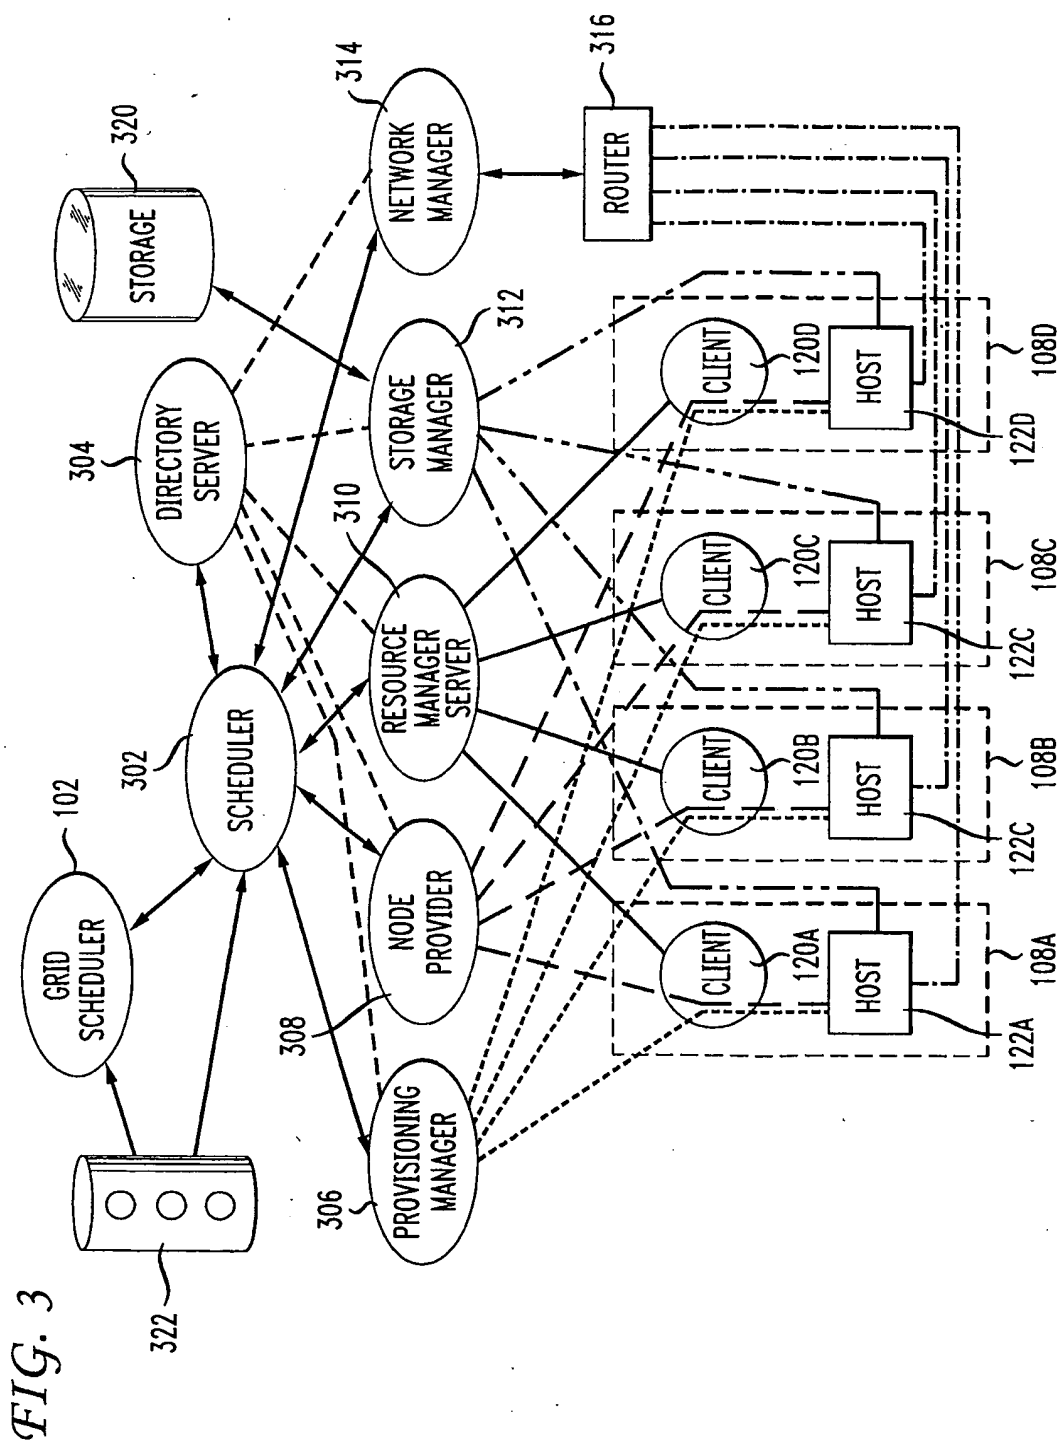 FIG. 3
322
GRID
SCHEDULER
102
SCHEDULER
302
DIRECTORY
SERVER
304
STORAGE
320
PROVISIONING
MANAGER
306
NODE
PROVIDER
308
RESOURCE
MANAGER
SERVER
310
STORAGE
MANAGER
312
NETWORK
MANAGER
314
ROUTER
316
CLIENT
120A
HOST
122A
108A
CLIENT
120B
HOST
122C
108B
CLIENT
120C
HOST
122C
108C
CLIENT
120D
HOST
122D
108D